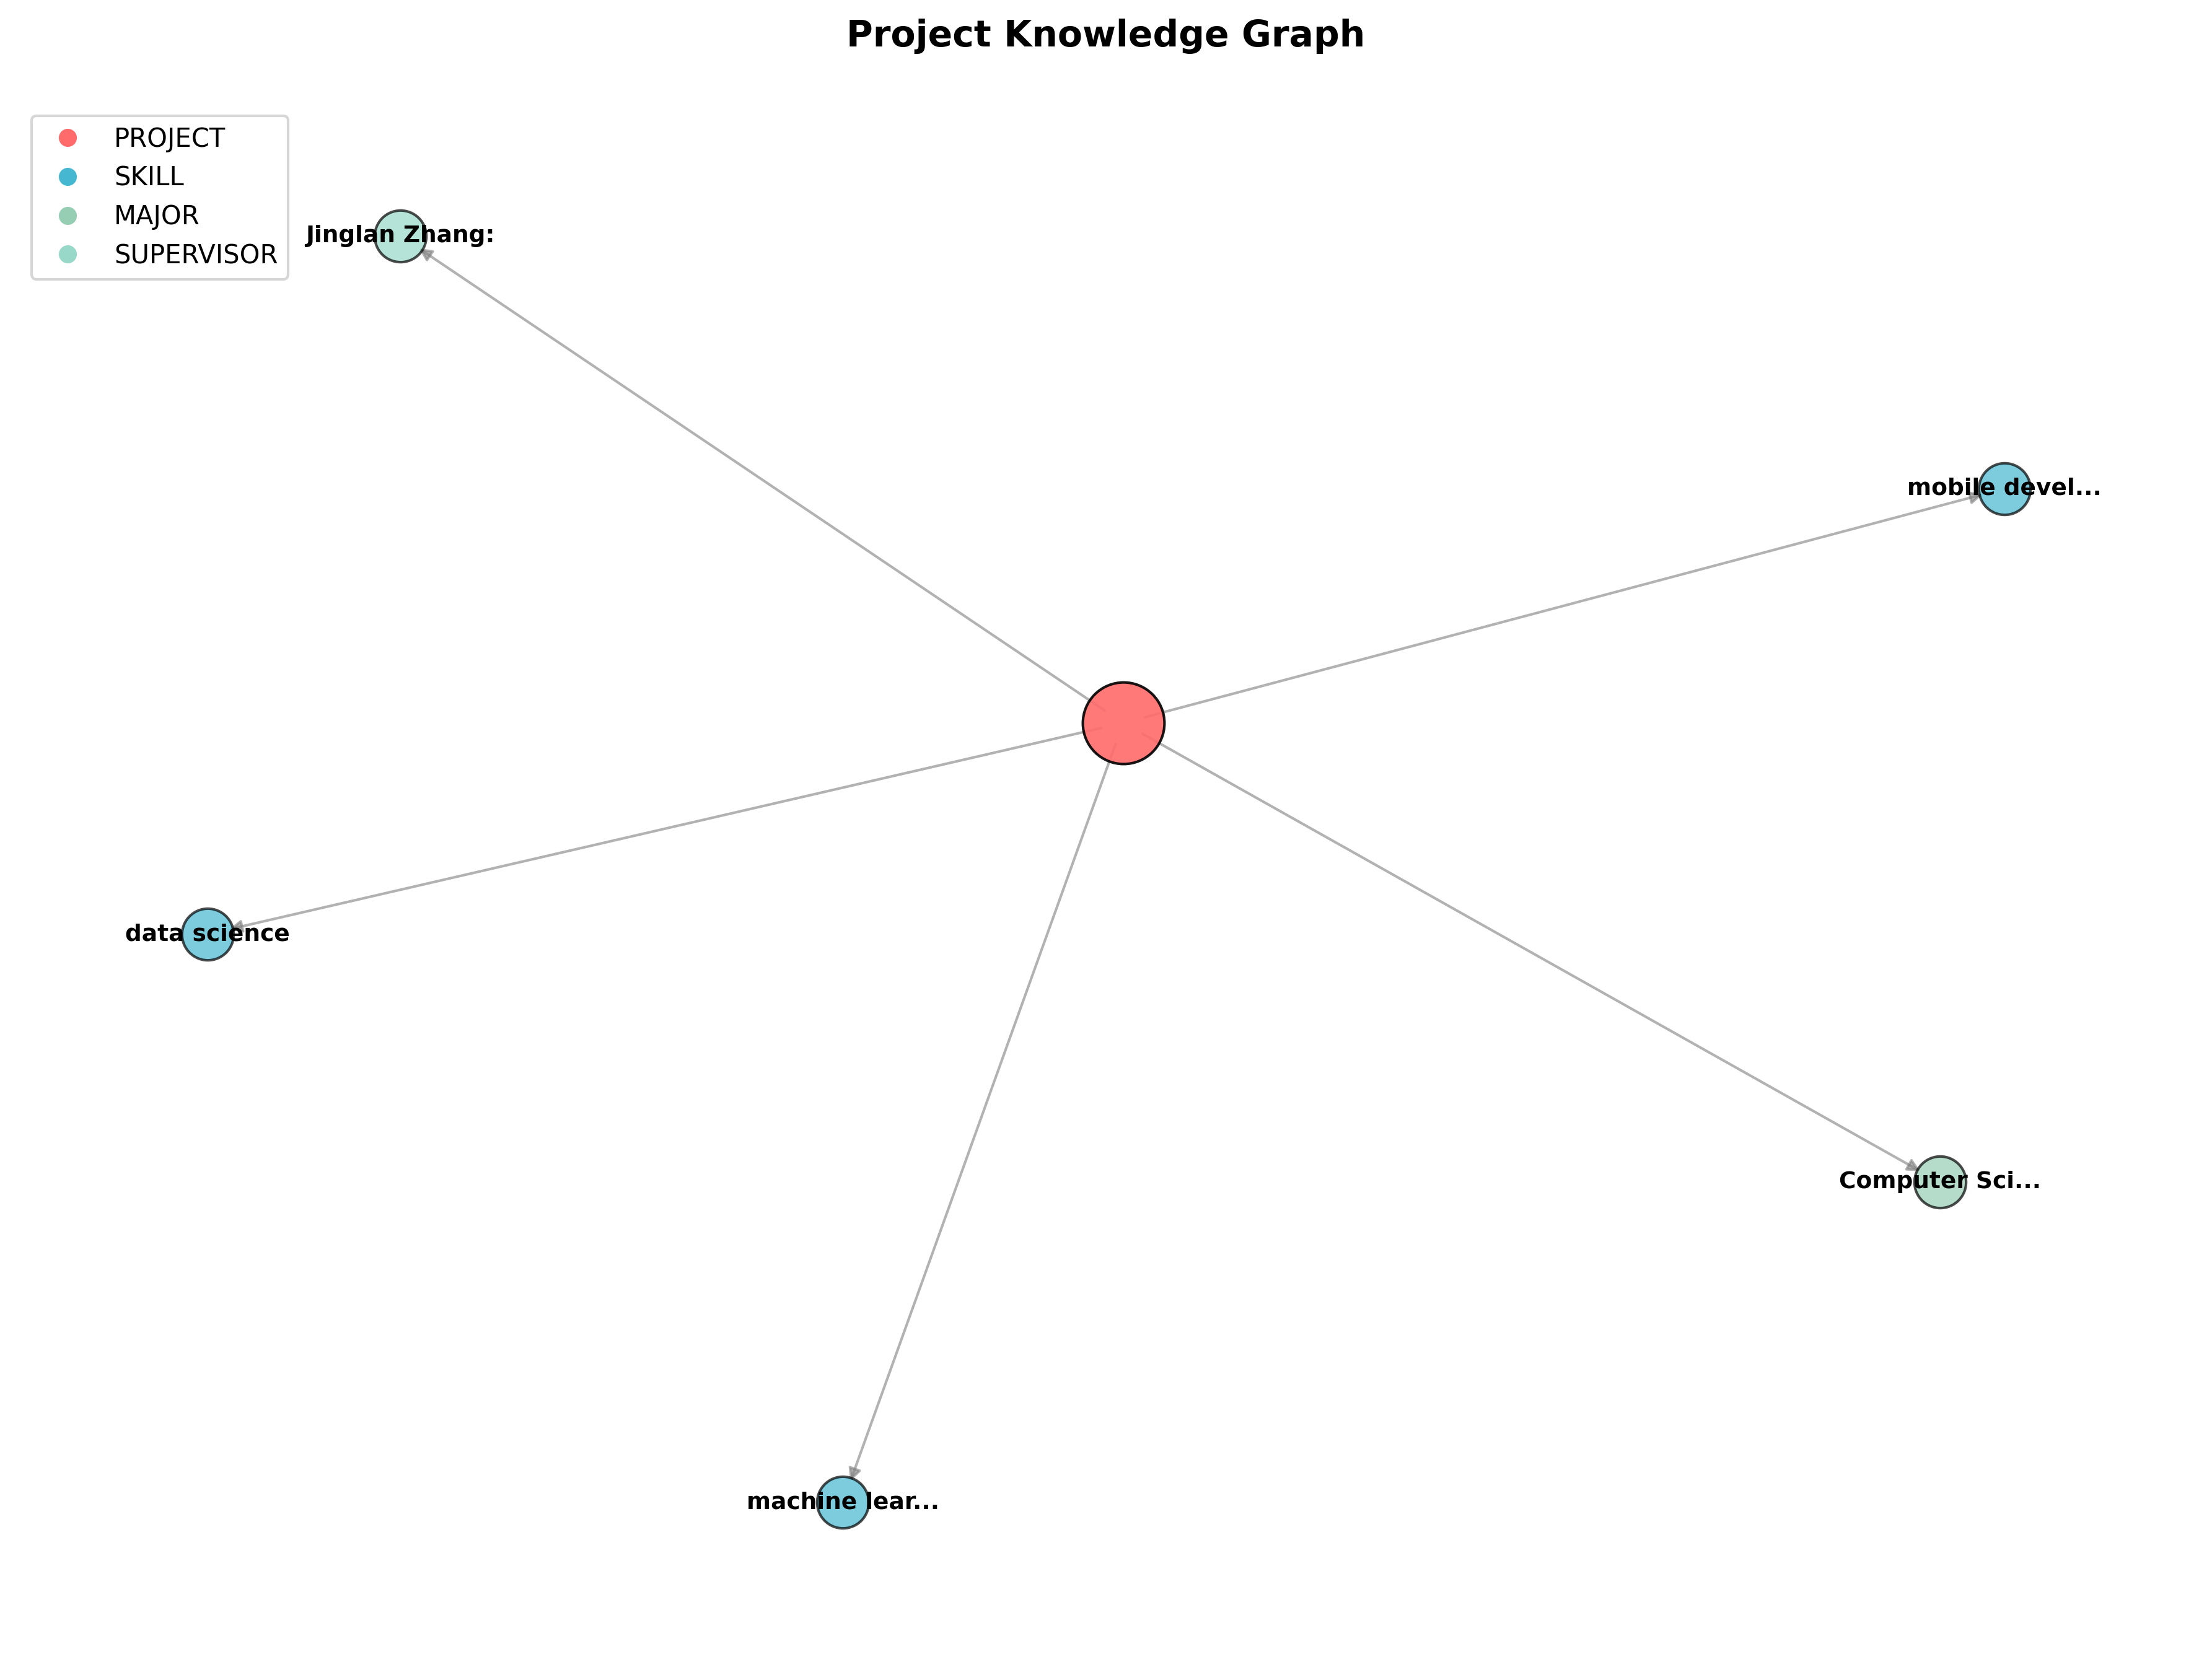 Project Knowledge Graph
PROJECT
SKILL
MAJOR
SUPERVISOR
Jinglan Zhang:
mobile devel...
data science
Computer Sci...
machine lear...